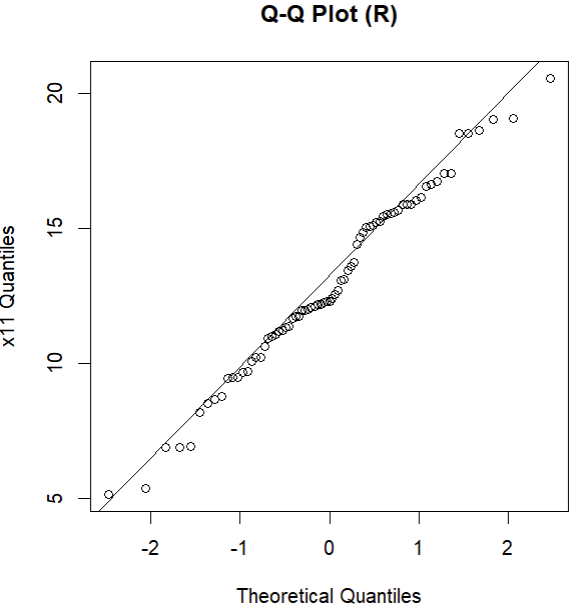 Q-Q Plot (R)
x11 Quantiles
20
15
10
5
-2 -1 0 1 2
Theoretical Quantiles